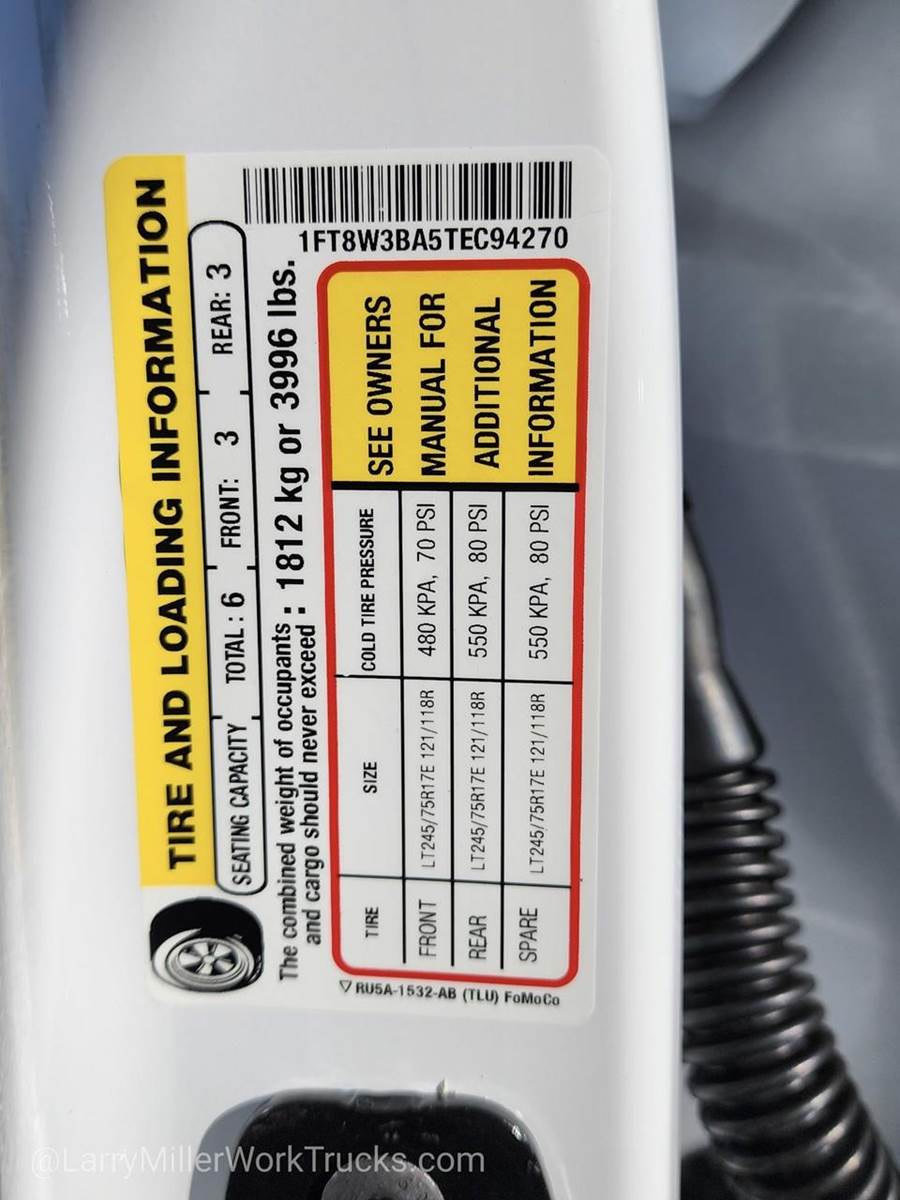 TIRE AND LOADING INFORMATION
SEATING CAPACITY TOTAL : 6 FRONT: 3 REAR: 3
The combined weight of occupants
and cargo should never exceed : 1812 kg or 3996 lbs.
1FT8W3BA5TEC94270
TIRE SIZE COLD TIRE PRESSURE
FRONT LT245/75R17E 121/118R 480 KPA, 70 PSI
REAR LT245/75R17E 121/118R 550 KPA, 80 PSI
SPARE LT245/75R17E 121/118R 550 KPA, 80 PSI
SEE OWNERS
MANUAL FOR
ADDITIONAL
INFORMATION
▽RU5A-1532-AB (TLU) FoMoCo
@LarryMillerWorkTrucks.com